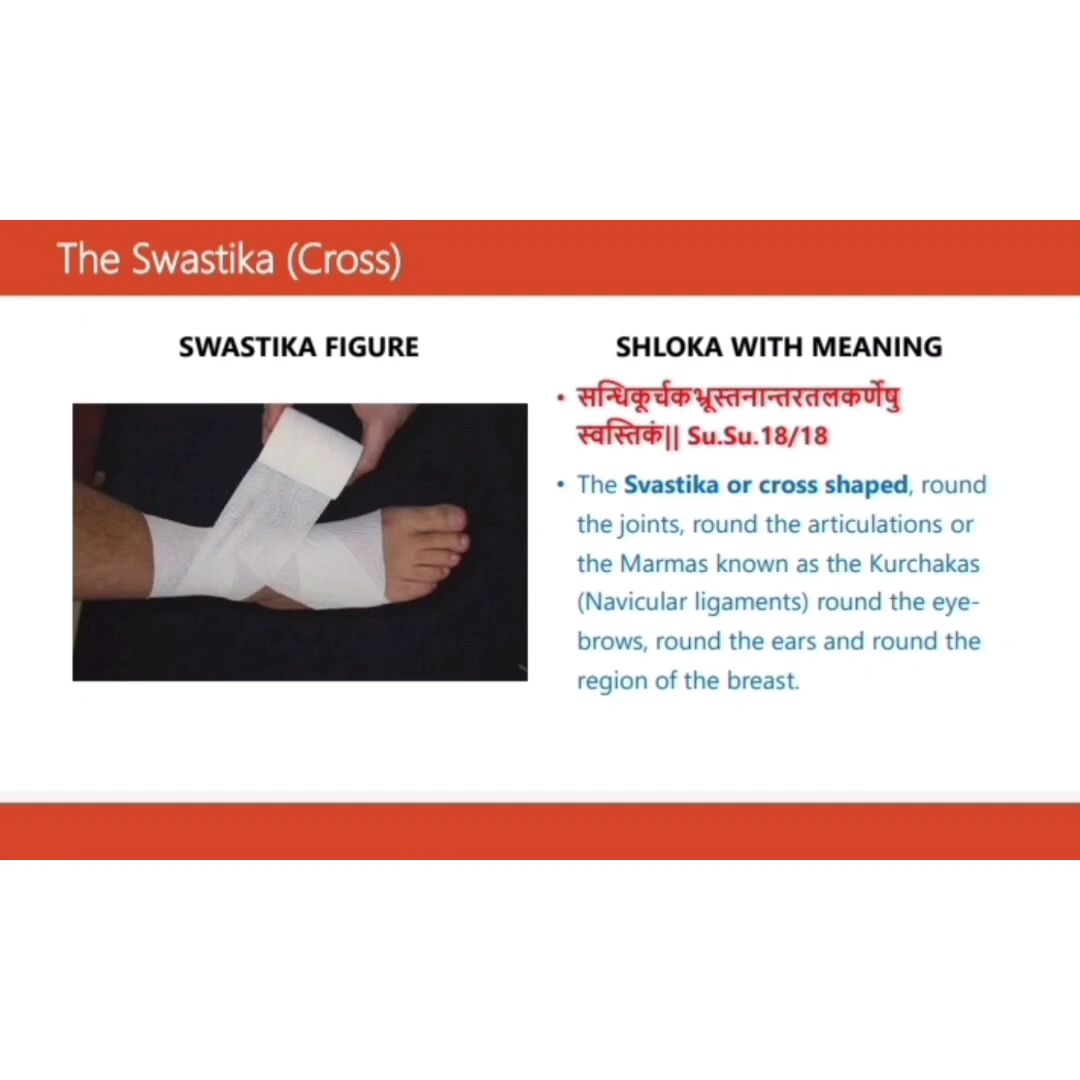 The Swastika (Cross)
SWASTIKA FIGURE
SHLOKA WITH MEANING
• सन्धिकूर्चकभ्रूस्तनान्तरतलकर्णेषु
स्वस्तिकं|| Su.Su.18/18
• The Svastika or cross shaped, round
the joints, round the articulations or
the Marmas known as the Kurchakas
(Navicular ligaments) round the eye-
brows, round the ears and round the
region of the breast.